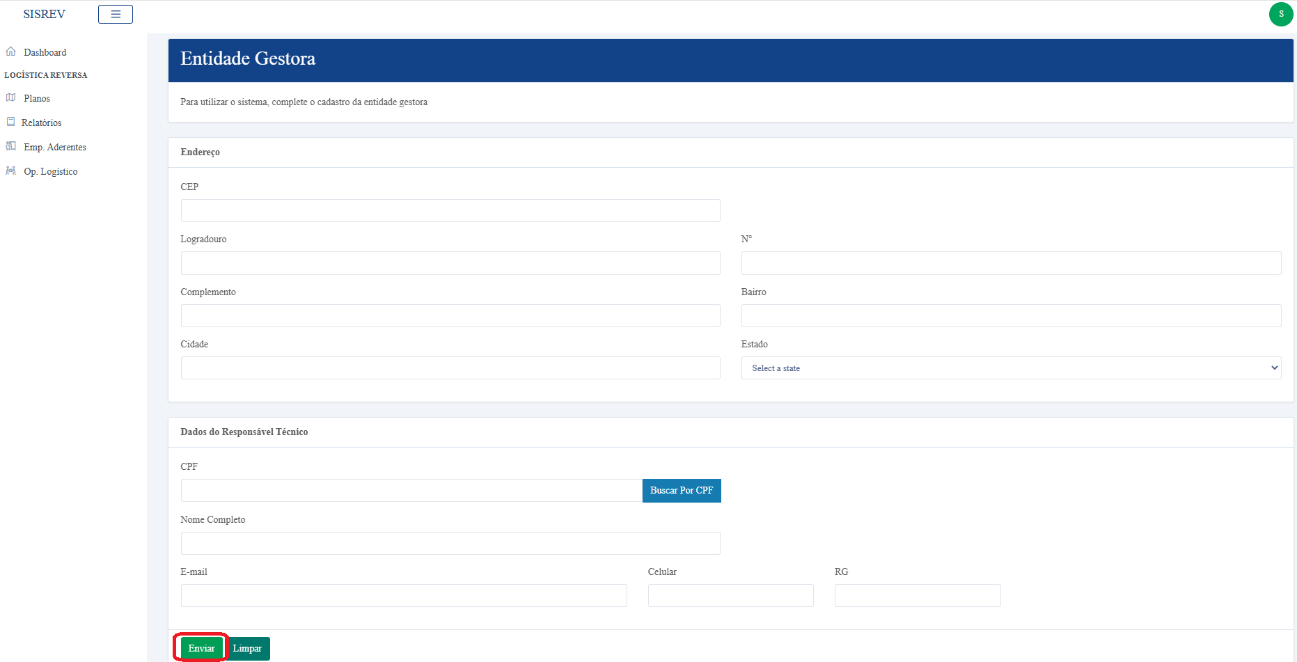 SISREV
S
Dashboard
LOGÍSTICA REVERSA
Planos
Relatórios
Emp. Aderentes
Op. Logístico
Entidade Gestora
Para utilizar o sistema, complete o cadastro da entidade gestora
Endereço
CEP
Logradouro
Nº
Complemento
Bairro
Cidade
Estado
Select a state
Dados do Responsável Técnico
CPF
Buscar Por CPF
Nome Completo
E-mail
Celular
RG
Enviar
Limpar